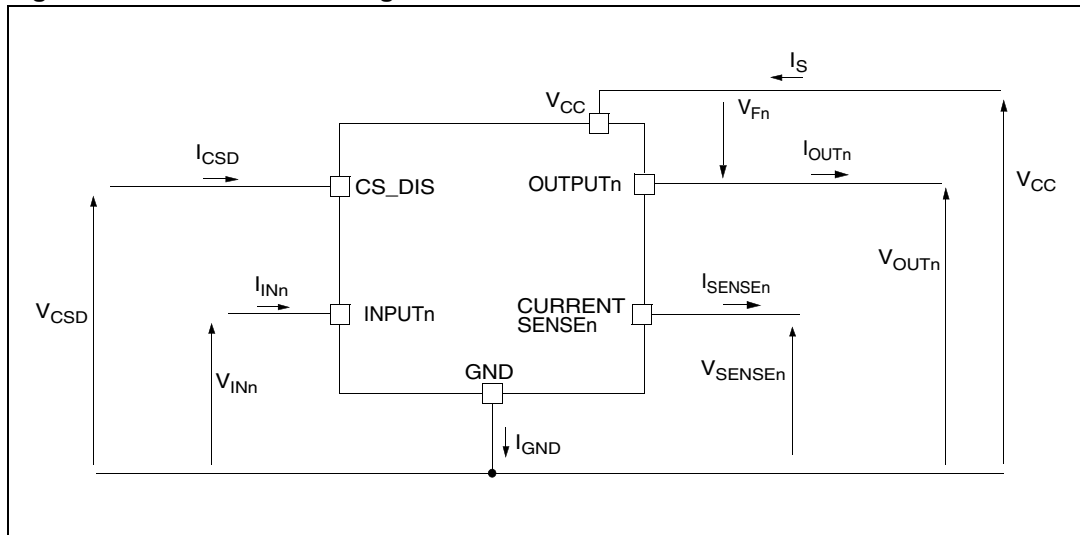 I_S
V_CC
V_Fn
I_CSD
I_OUTn
CS_DIS
OUTPUTn
V_CC
V_OUTn
I_INn
I_SENSEn
V_CSD
INPUTn
CURRENT
SENSEn
V_INn
GND
V_SENSEn
I_GND